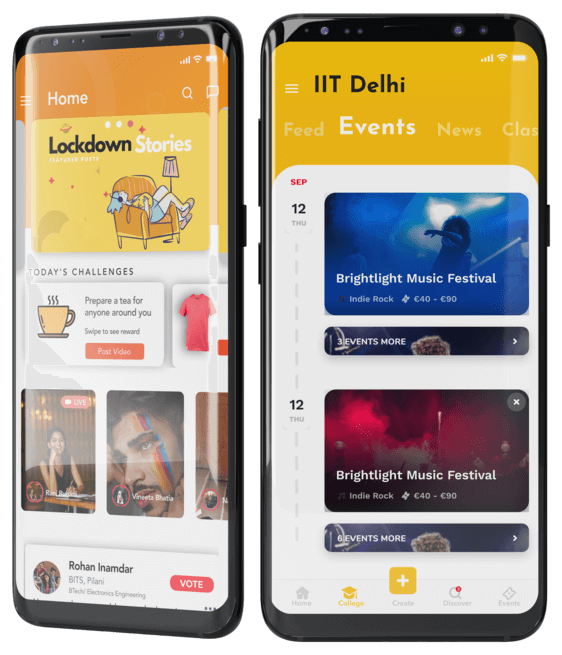 Home
Lockdown Stories
FEATURED POSTS
TODAY'S CHALLENGES
Prepare a tea for
anyone around you
Swipe to see reward
Post Video
LIVE
Vineeta Bhatia
Rohan Inamdar
BITS, Pilani
BTech/ Electronics Engineering
VOTE
IIT Delhi
Feed Events News Clas
SEP
12
THU
Brightlight Music Festival
Indie Rock €40 - €90
3 EVENTS MORE
12
THU
Brightlight Music Festival
Indie Rock €40 - €90
6 EVENTS MORE
Home College Create Discover Events